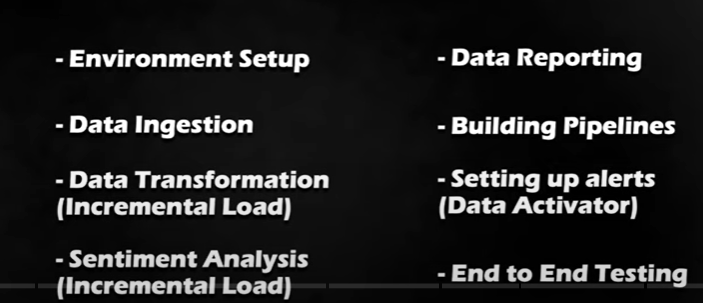 - Environment Setup
- Data Ingestion
- Data Transformation
(Incremental Load)
- Sentiment Analysis
(Incremental Load)
- Data Reporting
- Building Pipelines
- Setting up alerts
(Data Activator)
- End to End Testing